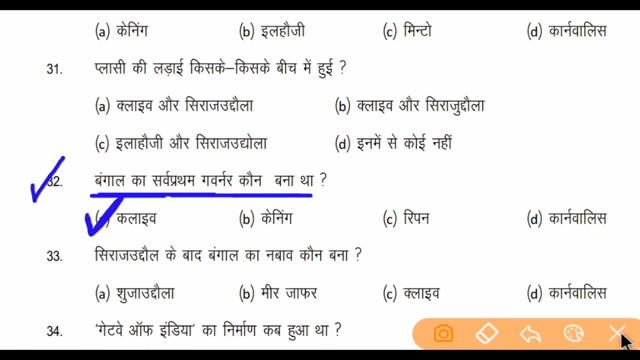 (a) केनिंग (b) इलहौजी (c) मिन्टो (d) कार्नवालिस
31. प्लासी की लड़ाई किसके–किसके बीच में हुई ?
(a) क्लाइव और सिराजउद्दौला (b) क्लाइव और सिराजुद्दौला
(c) इलाहौजी और सिराजउद्योला (d) इनमें से कोई नहीं
32. बंगाल का सर्वप्रथम गवर्नर कौन बना था ?
(a) कलाइव (b) केनिंग (c) रिपन (d) कार्नवालिस
33. सिराजउद्दौल के बाद बंगाल का नबाव कौन बना ?
(a) शुजाउद्दौला (b) मीर जाफर (c) क्लाइव (d) कार्नवालिस
34. 'गेटवे ऑफ इंडिया' का निर्माण कब हुआ था ?